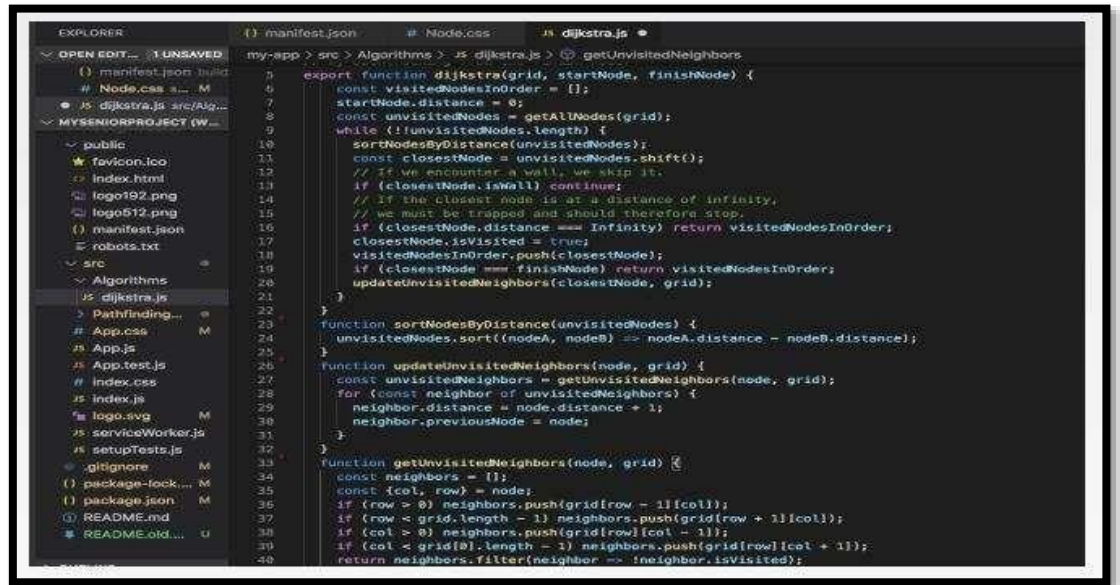 EXPLORER
OPEN EDIT... 1 UNSAVED
{} manifest.json build
# Node.css s... M
● JS dijkstra.js src/Alg...
MYSENIORPROJECT (W...
public
favicon.ico
<> index.html
logo192.png
logo512.png
{} manifest.json
robots.txt
src
Algorithms
JS dijkstra.js
> Pathfinding...
# App.css M
JS App.js
JS App.test.js
# index.css
JS index.js
logo.svg M
JS serviceWorker.js
JS setupTests.js
.gitignore M
{} package-lock.... M
{} package.json M
README.md
README.old.... U
{} manifest.json # Node.css JS dijkstra.js ●
my-app > src > Algorithms > JS dijkstra.js > getUnvisitedNeighbors
5 export function dijkstra(grid, startNode, finishNode) {
6 const visitedNodesInOrder = [];
7 startNode.distance = 0;
8 const unvisitedNodes = getAllNodes(grid);
9 while (!!unvisitedNodes.length) {
10 sortNodesByDistance(unvisitedNodes);
11 const closestNode = unvisitedNodes.shift();
12 // If we encounter a wall, we skip it.
13 if (closestNode.isWall) continue;
14 // If the closest node is at a distance of infinity,
15 // we must be trapped and should therefore stop.
16 if (closestNode.distance === Infinity) return visitedNodesInOrder;
17 closestNode.isVisited = true;
18 visitedNodesInOrder.push(closestNode);
19 if (closestNode === finishNode) return visitedNodesInOrder;
20 updateUnvisitedNeighbors(closestNode, grid);
21 }
22 }
23 function sortNodesByDistance(unvisitedNodes) {
24 unvisitedNodes.sort((nodeA, nodeB) => nodeA.distance - nodeB.distance);
25 }
26 function updateUnvisitedNeighbors(node, grid) {
27 const unvisitedNeighbors = getUnvisitedNeighbors(node, grid);
28 for (const neighbor of unvisitedNeighbors) {
29 neighbor.distance = node.distance + 1;
30 neighbor.previousNode = node;
31 }
32 }
33 function getUnvisitedNeighbors(node, grid) {
34 const neighbors = [];
35 const {col, row} = node;
36 if (row > 0) neighbors.push(grid[row - 1][col]);
37 if (row < grid.length - 1) neighbors.push(grid[row + 1][col]);
38 if (col > 0) neighbors.push(grid[row][col - 1]);
39 if (col < grid[0].length - 1) neighbors.push(grid[row][col + 1]);
40 return neighbors.filter(neighbor => !neighbor.isVisited);